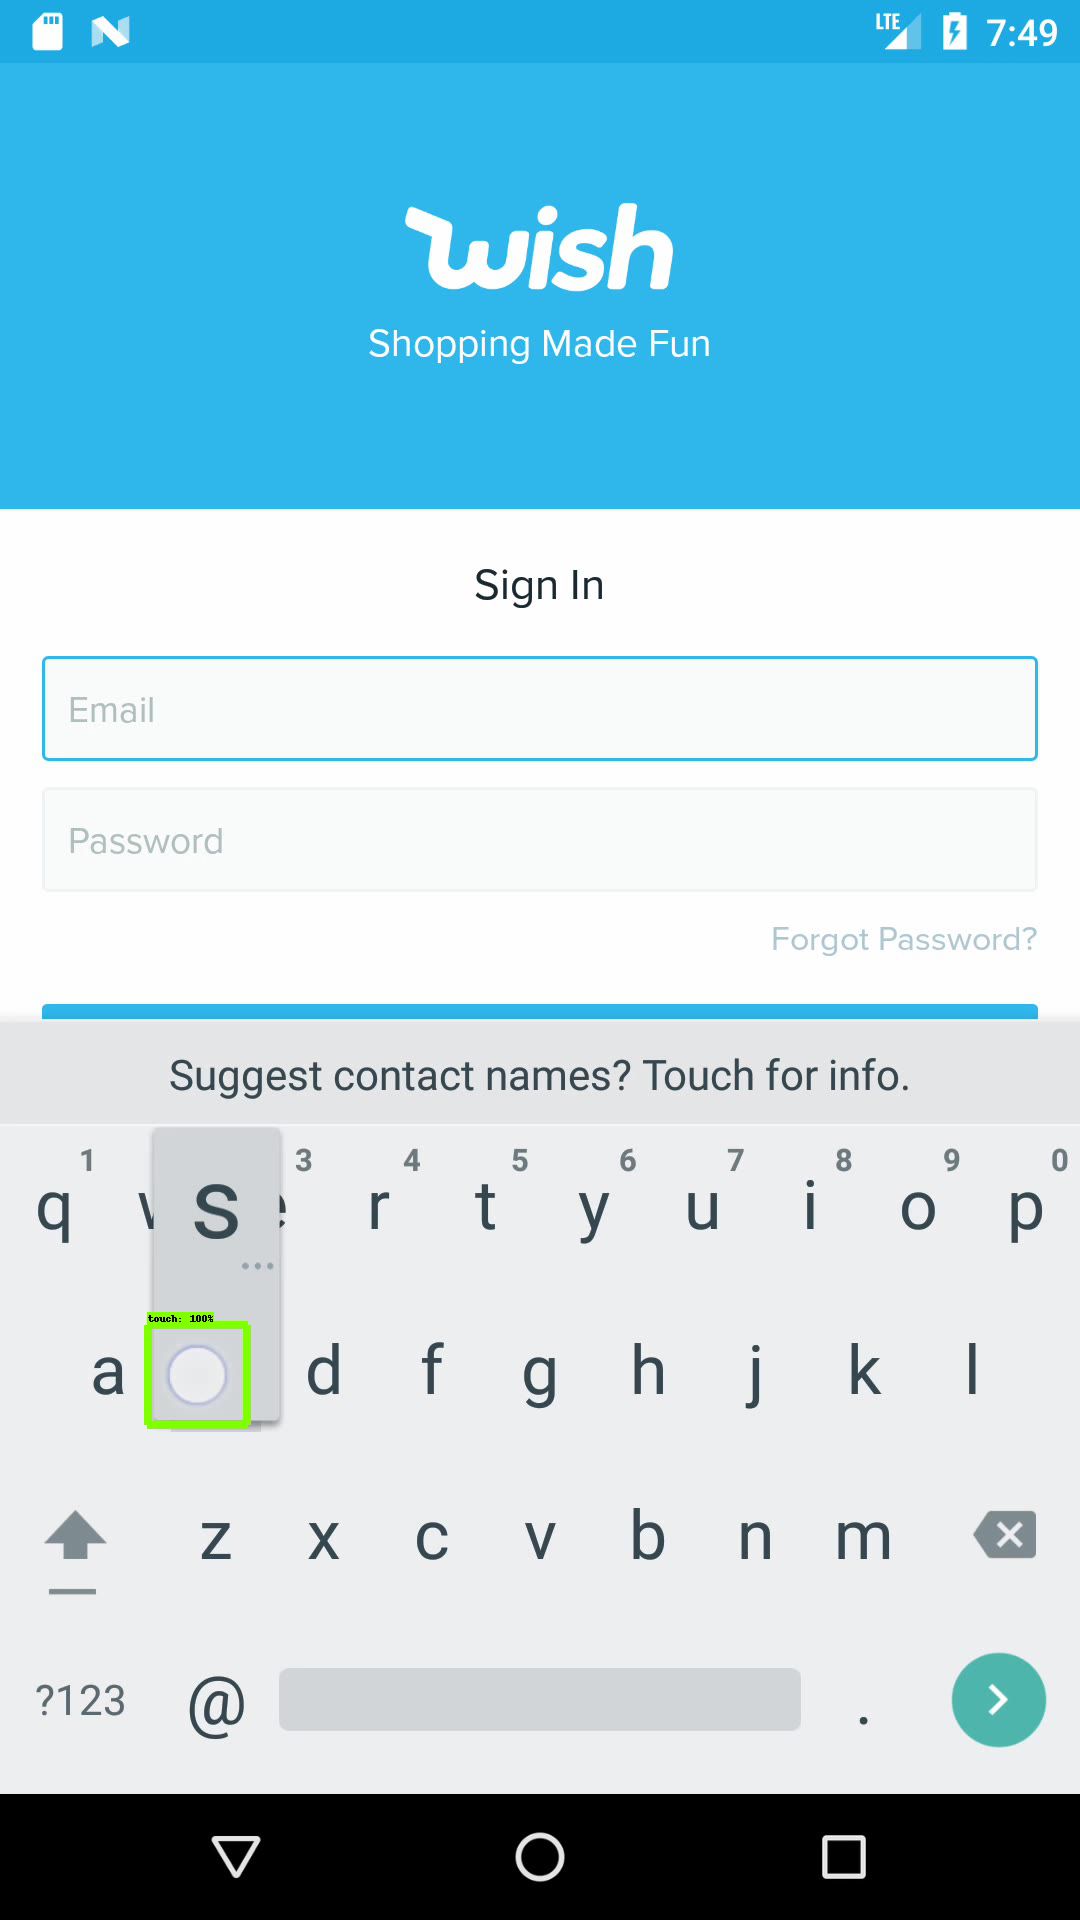 LTE 7:49
wish
Shopping Made Fun
Sign In
Email
Password
Forgot Password?
Suggest contact names? Touch for info.
1 3 4 5 6 7 8 9 0
q s e r t y u i o p
touch: 100%
a d f g h j k l
z x c v b n m
?123 @ .